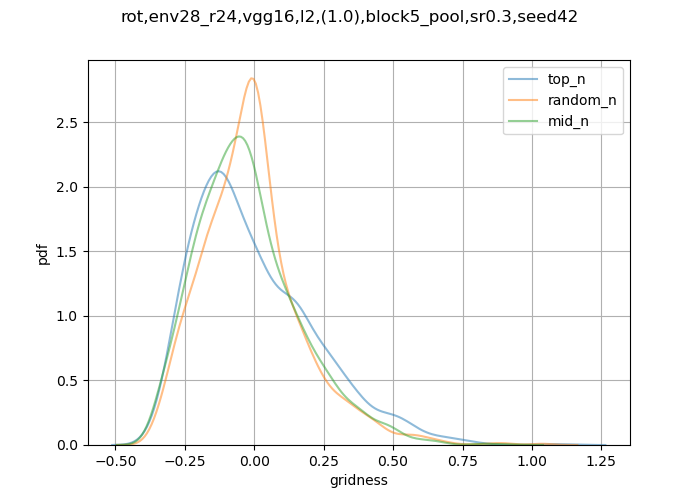 rot,env28_r24,vgg16,l2,(1.0),block5_pool,sr0.3,seed42
top_n
random_n
mid_n
2.5
2.0
1.5
1.0
0.5
0.0
pdf
−0.50 −0.25 0.00 0.25 0.50 0.75 1.00 1.25
gridness